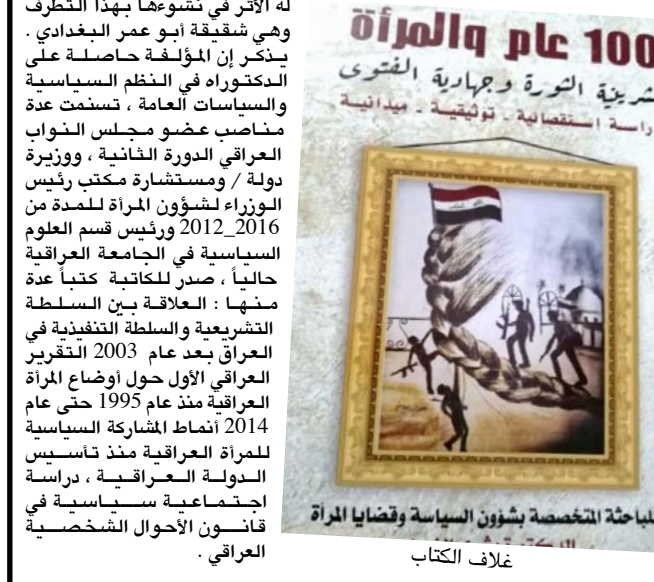 له الأثر في نشوءها بهذا التطرف
وهي شقيقة أبو عمر البغدادي .
يذكر إن المؤلفة حاصلة على
الدكتوراه في النظم السياسية
والسياسات العامة ، تسنمت عدة
مناصب عضو مجلس النواب
العراقي الدورة الثانية ، ووزيرة
دولة / ومستشارة مكتب رئيس
الوزراء لشؤون المرأة للمدة من
2012_2016 ورئيس قسم العلوم
السياسية في الجامعة العراقية
حالياً ، صدر للكاتبة كتباً عدة
منها : العلاقة بين السلطة
التشريعية والسلطة التنفيذية في
العراق بعد عام 2003 التقرير
العراقي الأول حول أوضاع المرأة
العراقية منذ عام 1995 حتى عام
2014 أنماط المشاركة السياسية
للمرأة العراقية منذ تأسيس
الدولة العراقية ، دراسة
اجتماعية سياسية في
قانون الأحوال الشخصية
العراقي .
100 عام والمرأة
الثورة وجهادية الفتوى
استقصائية - توثيقية - ميدانية
للباحثة المتخصصة بشؤون السياسة وقضايا المرأة
غلاف الكتاب